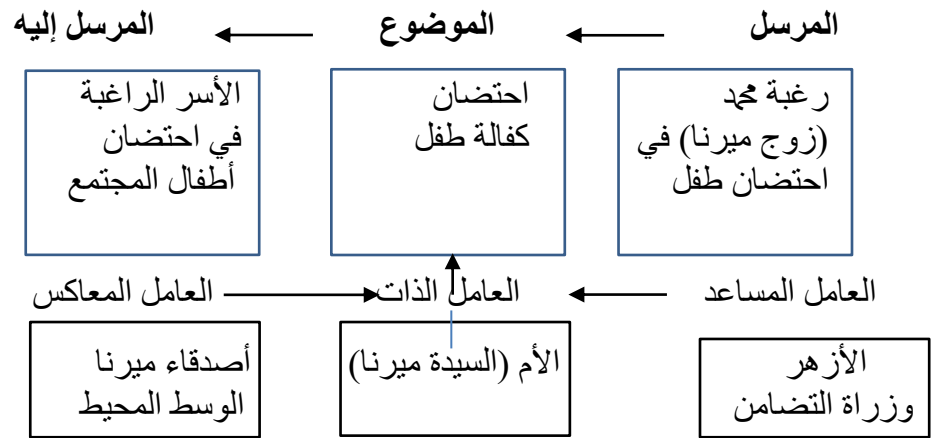 المرسل
الموضوع
المرسل إليه
رغبة محمد
(زوج ميرنا) في
احتضان طفل
احتضان
كفالة طفل
الأسر الراغبة
في احتضان
أطفال المجتمع
العامل المساعد
العامل الذات
العامل المعاكس
الأزهر
وزراة التضامن
الأم (السيدة ميرنا)
أصدقاء ميرنا
الوسط المحيط